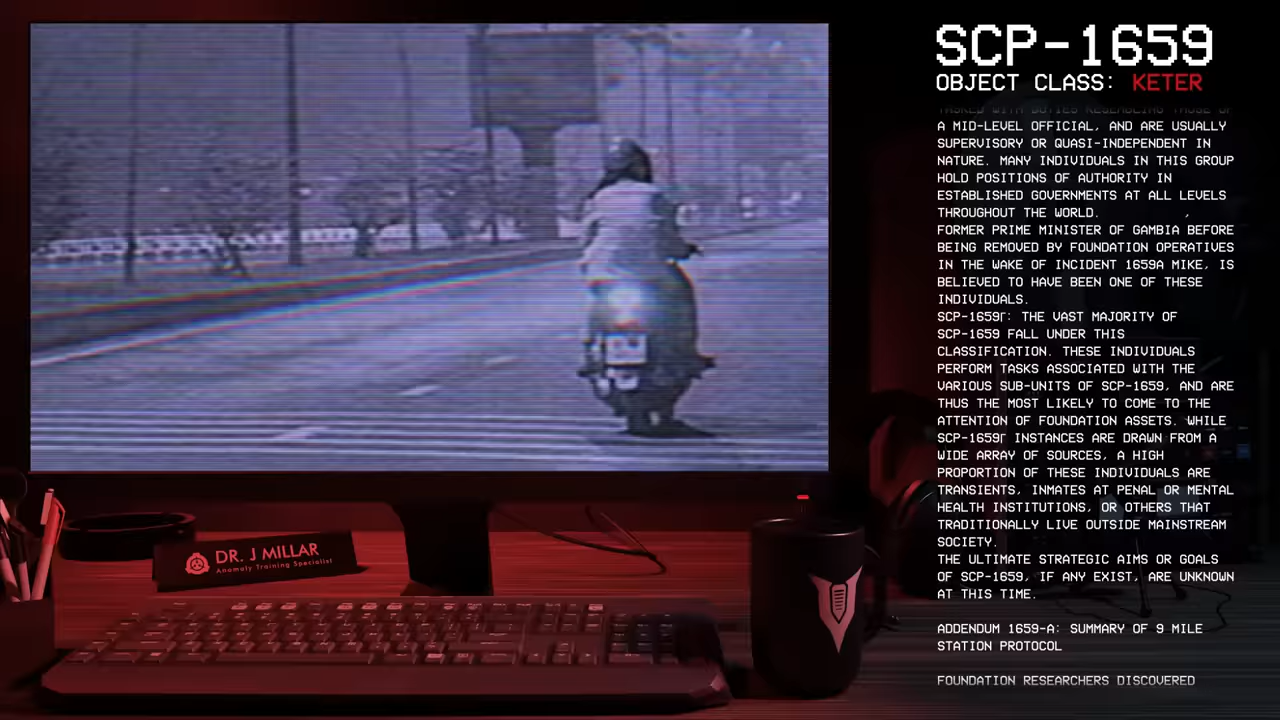 SCP-1659
OBJECT CLASS: KETER
TASKED WITH DUTIES RESEMBLING THOSE OF
A MID-LEVEL OFFICIAL, AND ARE USUALLY
SUPERVISORY OR QUASI-INDEPENDENT IN
NATURE. MANY INDIVIDUALS IN THIS GROUP
HOLD POSITIONS OF AUTHORITY IN
ESTABLISHED GOVERNMENTS AT ALL LEVELS
THROUGHOUT THE WORLD. ,
FORMER PRIME MINISTER OF GAMBIA BEFORE
BEING REMOVED BY FOUNDATION OPERATIVES
IN THE WAKE OF INCIDENT 1659A MIKE, IS
BELIEVED TO HAVE BEEN ONE OF THESE
INDIVIDUALS.
SCP-1659Γ: THE VAST MAJORITY OF
SCP-1659 FALL UNDER THIS
CLASSIFICATION. THESE INDIVIDUALS
PERFORM TASKS ASSOCIATED WITH THE
VARIOUS SUB-UNITS OF SCP-1659, AND ARE
THUS THE MOST LIKELY TO COME TO THE
ATTENTION OF FOUNDATION ASSETS. WHILE
SCP-1659Γ INSTANCES ARE DRAWN FROM A
WIDE ARRAY OF SOURCES, A HIGH
PROPORTION OF THESE INDIVIDUALS ARE
TRANSIENTS, INMATES AT PENAL OR MENTAL
HEALTH INSTITUTIONS, OR OTHERS THAT
TRADITIONALLY LIVE OUTSIDE MAINSTREAM
SOCIETY.
THE ULTIMATE STRATEGIC AIMS OR GOALS
OF SCP-1659, IF ANY EXIST, ARE UNKNOWN
AT THIS TIME.
ADDENDUM 1659-A: SUMMARY OF 9 MILE
STATION PROTOCOL
FOUNDATION RESEARCHERS DISCOVERED
DR. J MILLAR
Anomaly Training Specialist